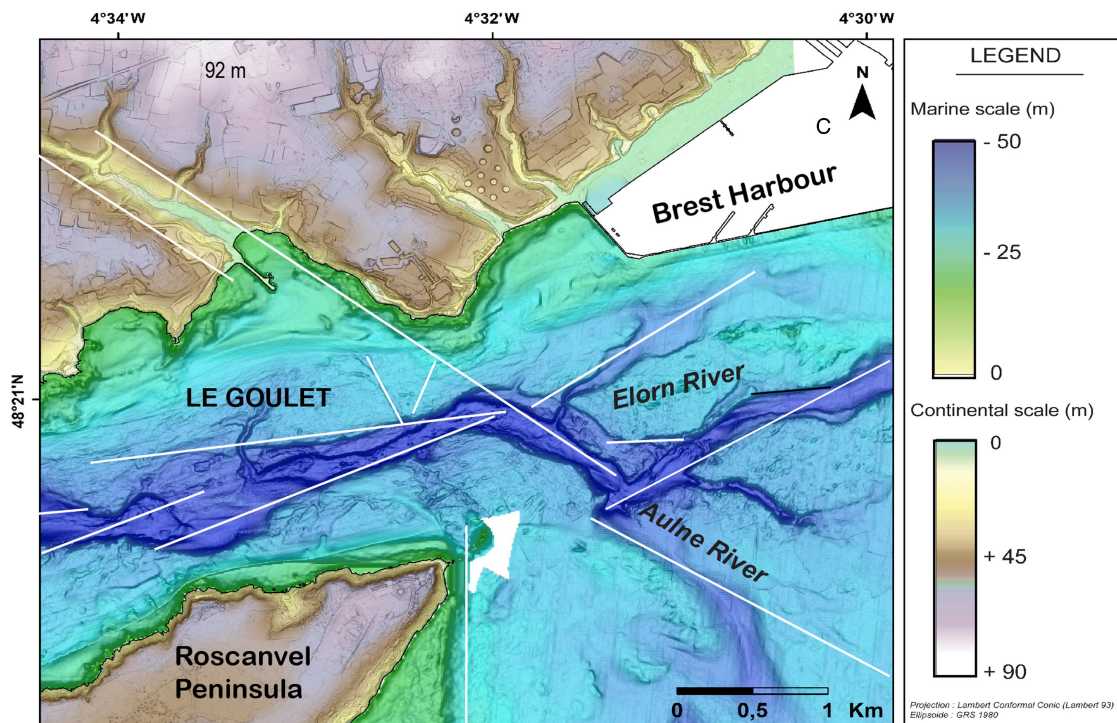 4°34'W
4°32'W
4°30'W
92 m
N
C
Brest Harbour
LE GOULET
Elorn River
48°21'N
Aulne River
Roscanvel
Peninsula
0
0,5
1
Km
LEGEND
Marine scale (m)
- 50
- 25
0
Continental scale (m)
0
+ 45
+ 90
Projection : Lambert Conformal Conic (Lambert 93)
Ellipsoide : GRS 1980